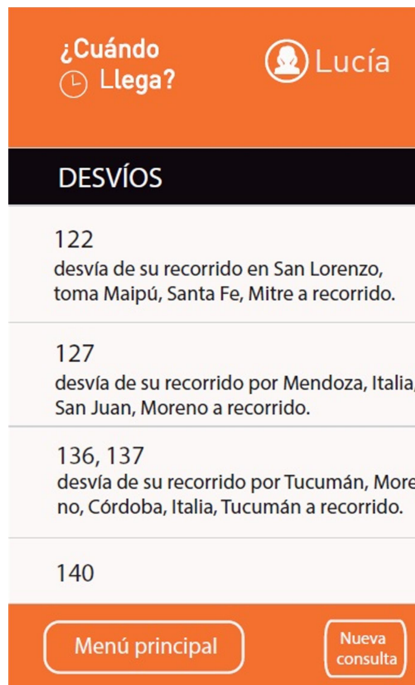 ¿Cuándo
Llega?
Lucía
DESVÍOS
122
desvía de su recorrido en San Lorenzo,
toma Maipú, Santa Fe, Mitre a recorrido.
127
desvía de su recorrido por Mendoza, Italia,
San Juan, Moreno a recorrido.
136, 137
desvía de su recorrido por Tucumán, More
no, Córdoba, Italia, Tucumán a recorrido.
140
Menú principal
Nueva
consulta